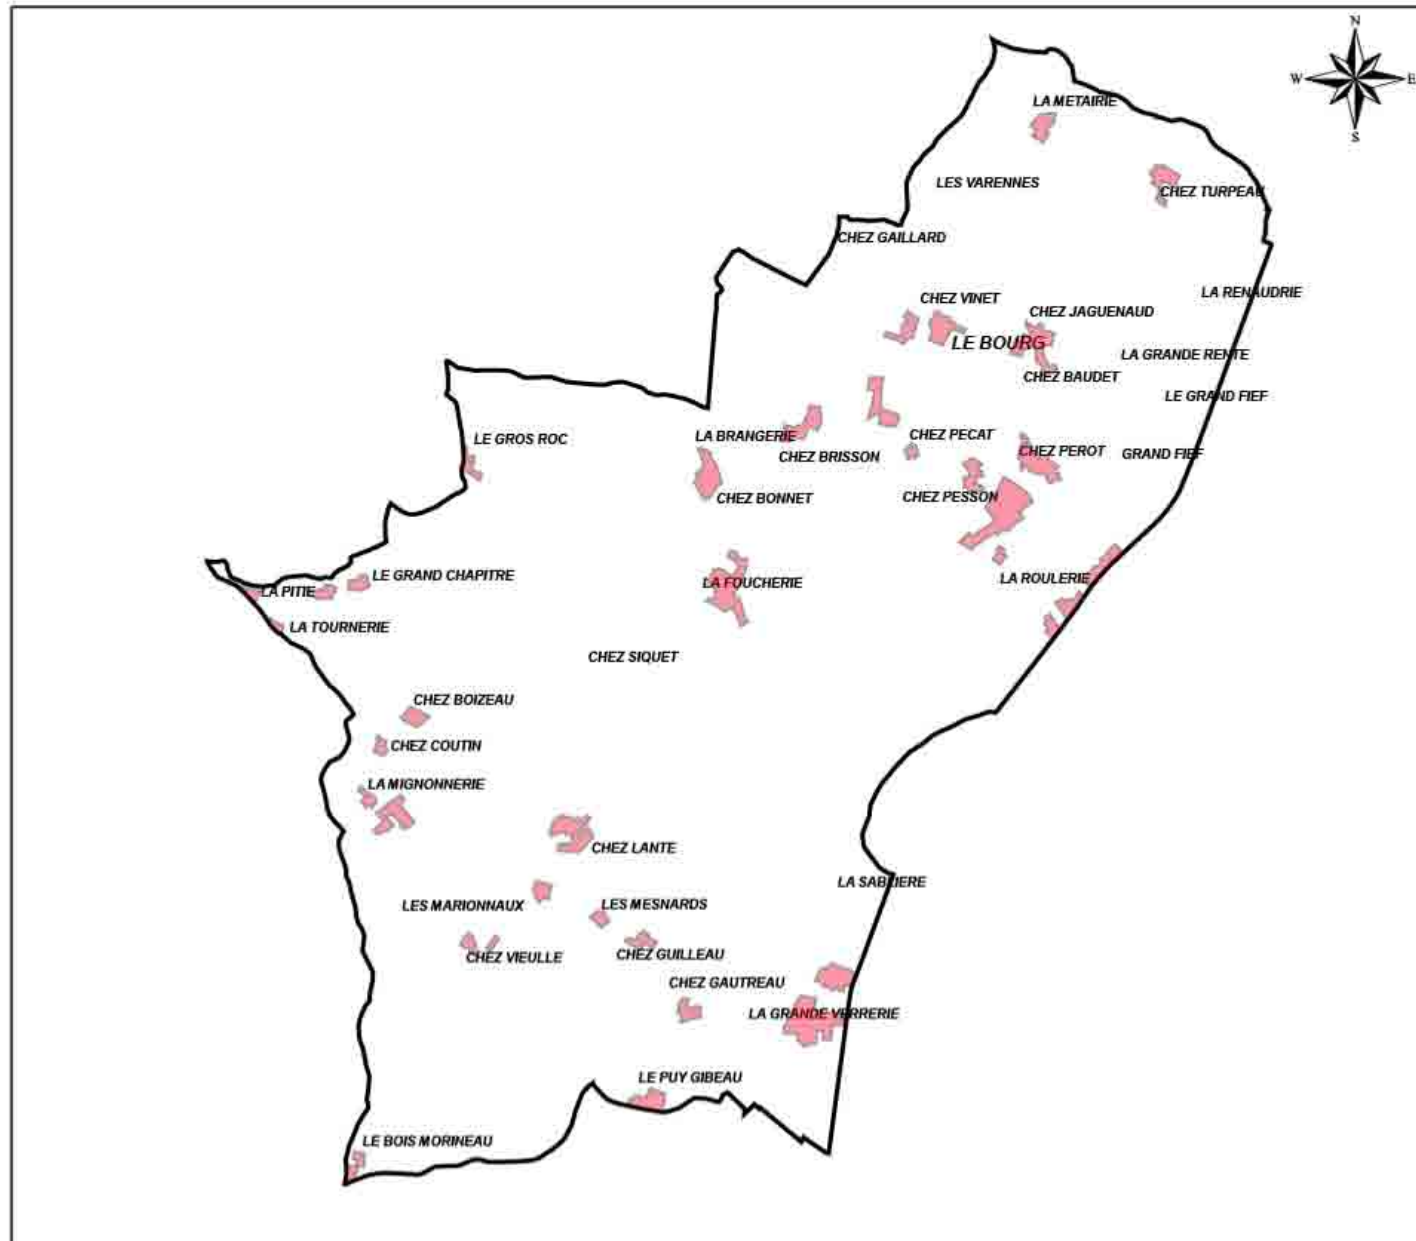 N
W E
S
LA METAIRIE
LES VARENNES
CHEZ TURPEAU
CHEZ GAILLARD
LA RENAUDRIE
CHEZ VINET
CHEZ JAGUENAUD
LE BOURG
LA GRANDE RENTE
CHEZ BAUDET
LE GRAND FIEF
LE GROS ROC
LA BRANGERIE
CHEZ PECAT
CHEZ BRISSON
CHEZ PEROT
GRAND FIEF
CHEZ BONNET
CHEZ PESSON
LE GRAND CHAPITRE
LA FOUCHERIE
LA ROULERIE
LA PITIE
LA TOURNERIE
CHEZ SIQUET
CHEZ BOIZEAU
CHEZ COUTIN
LA MIGNONNERIE
CHEZ LANTE
LA SABLIERE
LES MARIONNAUX
LES MESNARDS
CHEZ VIEULLE
CHEZ GUILLEAU
CHEZ GAUTREAU
LA GRANDE VERRERIE
LE PUY GIBEAU
LE BOIS MORINEAU